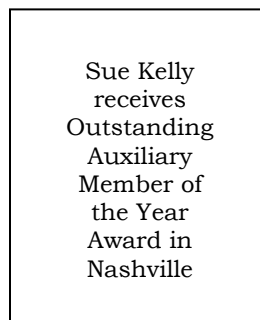 Sue Kelly
receives
Outstanding
Auxiliary
Member of
the Year
Award in
Nashville